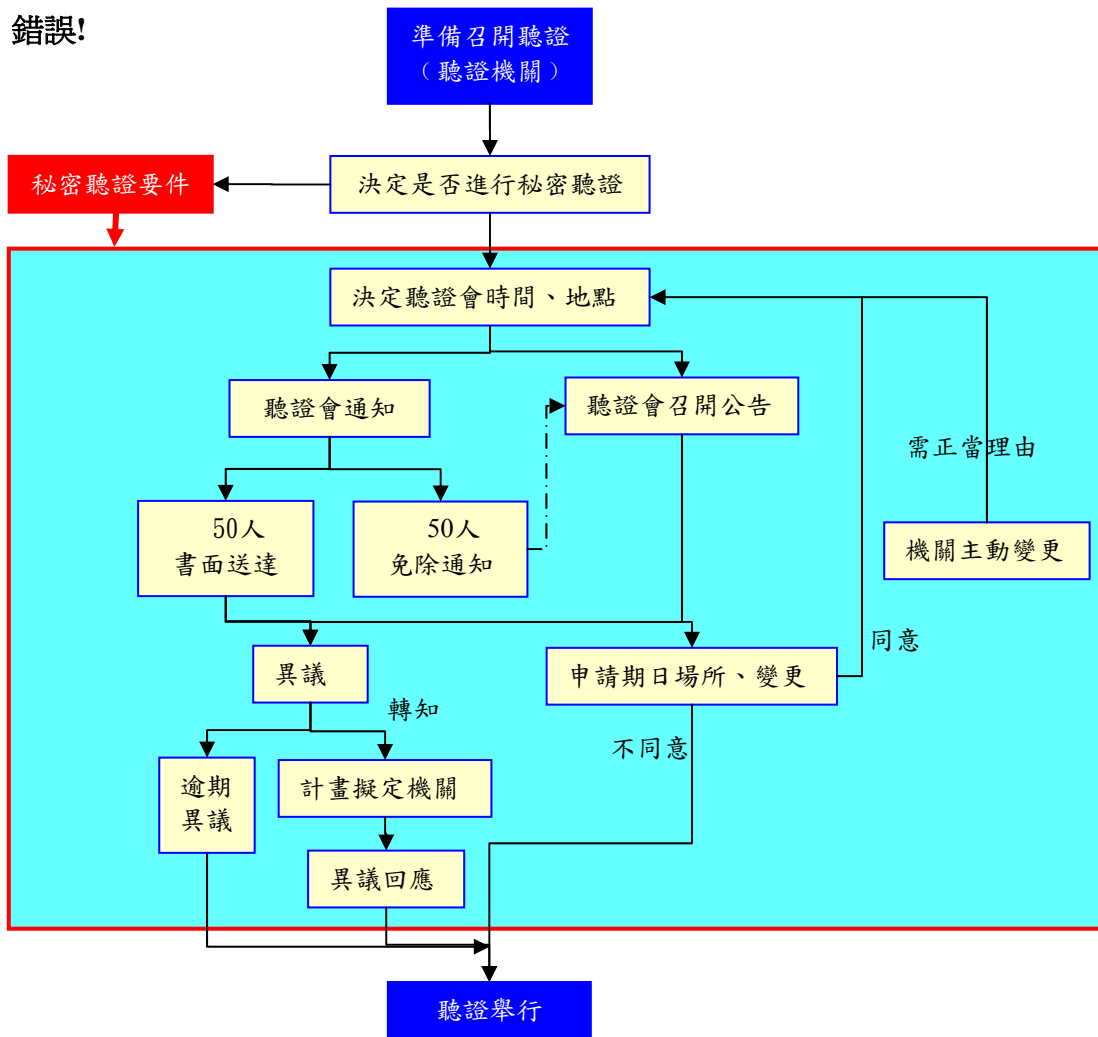 錯誤!
準備召開聽證
（聽證機關）
秘密聽證要件
決定是否進行秘密聽證
決定聽證會時間、地點
聽證會通知
聽證會召開公告
需正當理由
50人
書面送達
50人
免除通知
機關主動變更
同意
異議
申請期日場所、變更
轉知
不同意
逾期
異議
計畫擬定機關
異議回應
聽證舉行